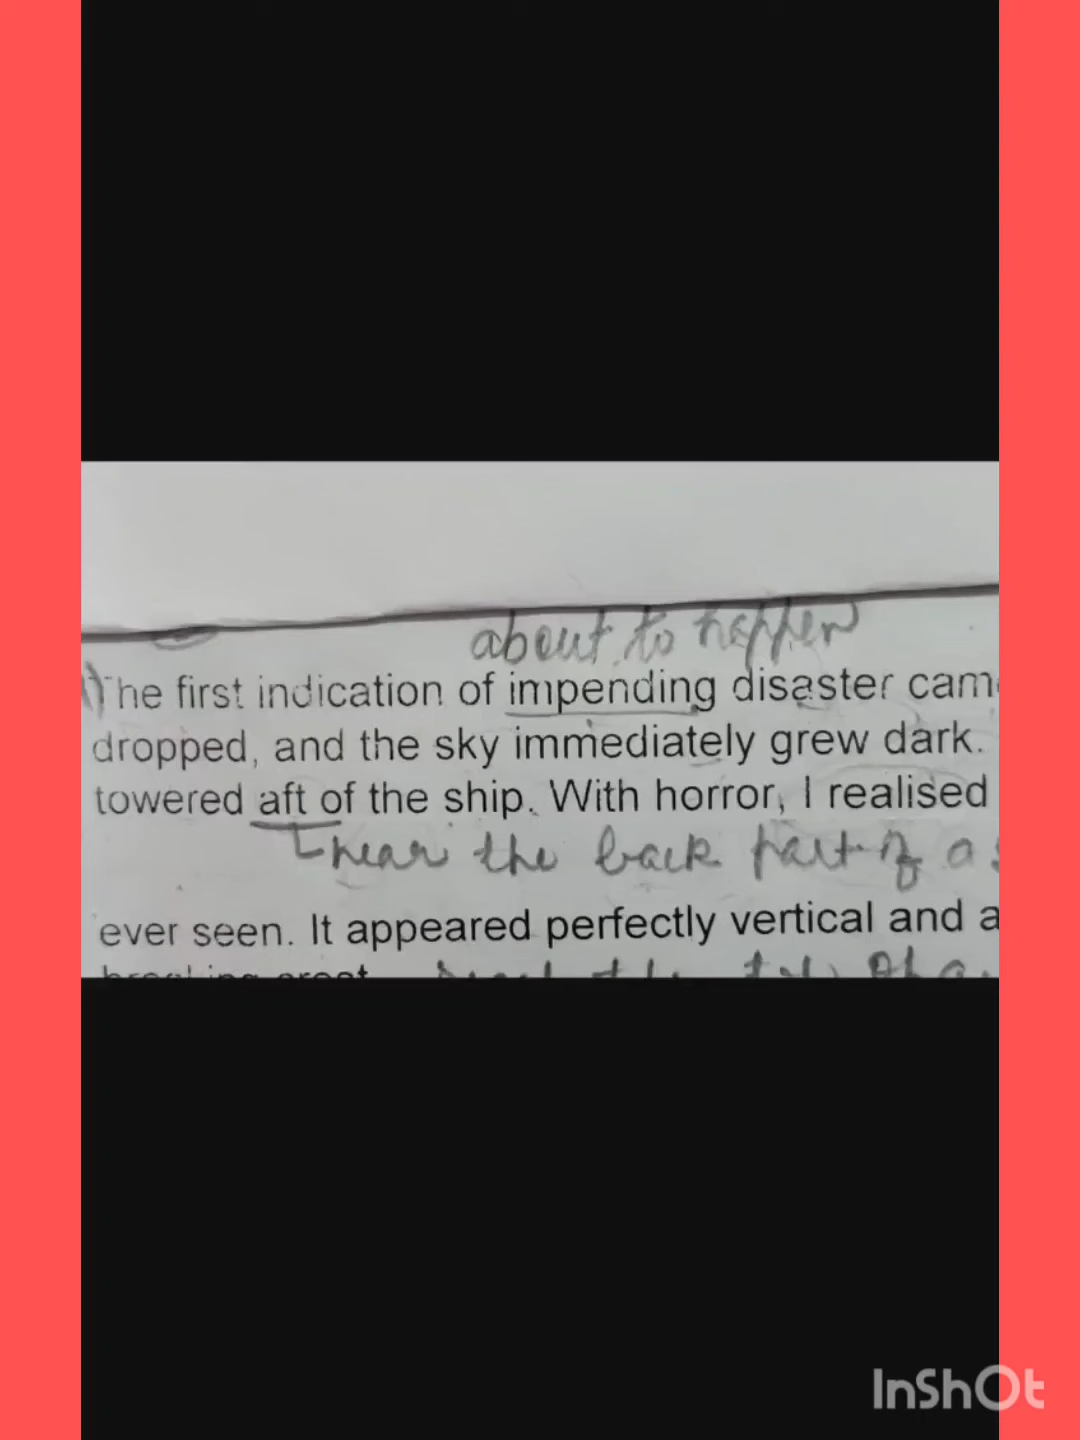 about to happen
The first indication of impending disaster cam
dropped, and the sky immediately grew dark.
towered aft of the ship. With horror, I realised
near the back part of a s
ever seen. It appeared perfectly vertical and a
breaking crest.
InShOt